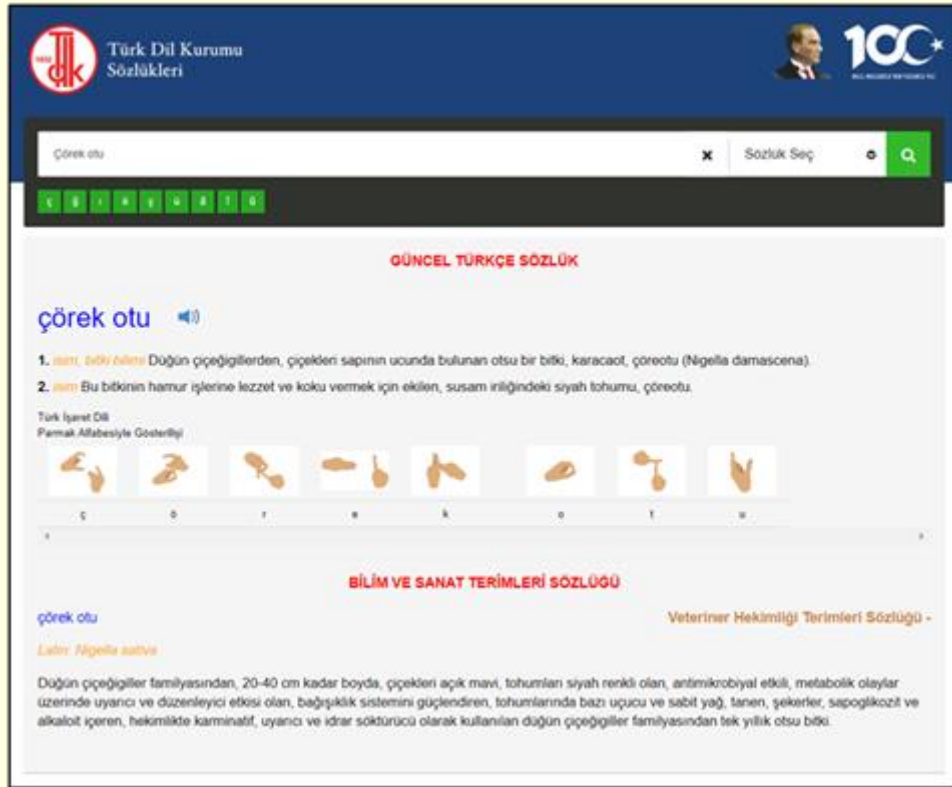 Türk Dil Kurumu
Sözlükleri
100
Çörek otu
Sözlük Seç
ç ğ ı ö ş ü â î û
GÜNCEL TÜRKÇE SÖZLÜK
çörek otu
1. isim, bitki bilimi Düğün çiçeğigillerden, çiçekleri sapının ucunda bulunan otsu bir bitki, karacaot, çöreotu (Nigella damascena).
2. isim Bu bitkinin hamur işlerine lezzet ve koku vermek için ekilen, susam iriliğindeki siyah tohumu, çöreotu.
Türk İşaret Dili
Parmak Alfabesiyle Gösterilişi
ç ö r e k o t u
BİLİM VE SANAT TERİMLERİ SÖZLÜĞÜ
çörek otu Veteriner Hekimliği Terimleri Sözlüğü -
Latin. Nigella sativa
Düğün çiçeğigiller familyasından, 20-40 cm kadar boyda, çiçekleri açık mavi, tohumları siyah renkli olan, antimikrobiyal etkili, metabolik olaylar
üzerinde uyarıcı ve düzenleyici etkisi olan, bağışıklık sistemini güçlendiren, tohumlarında bazı uçucu ve sabit yağ, tanen, şekerler, sapoglikozit ve
alkaloit içeren, hekimlikte karminatif, uyarıcı ve idrar söktürücü olarak kullanılan düğün çiçeğigiller familyasından tek yıllık otsu bitki.